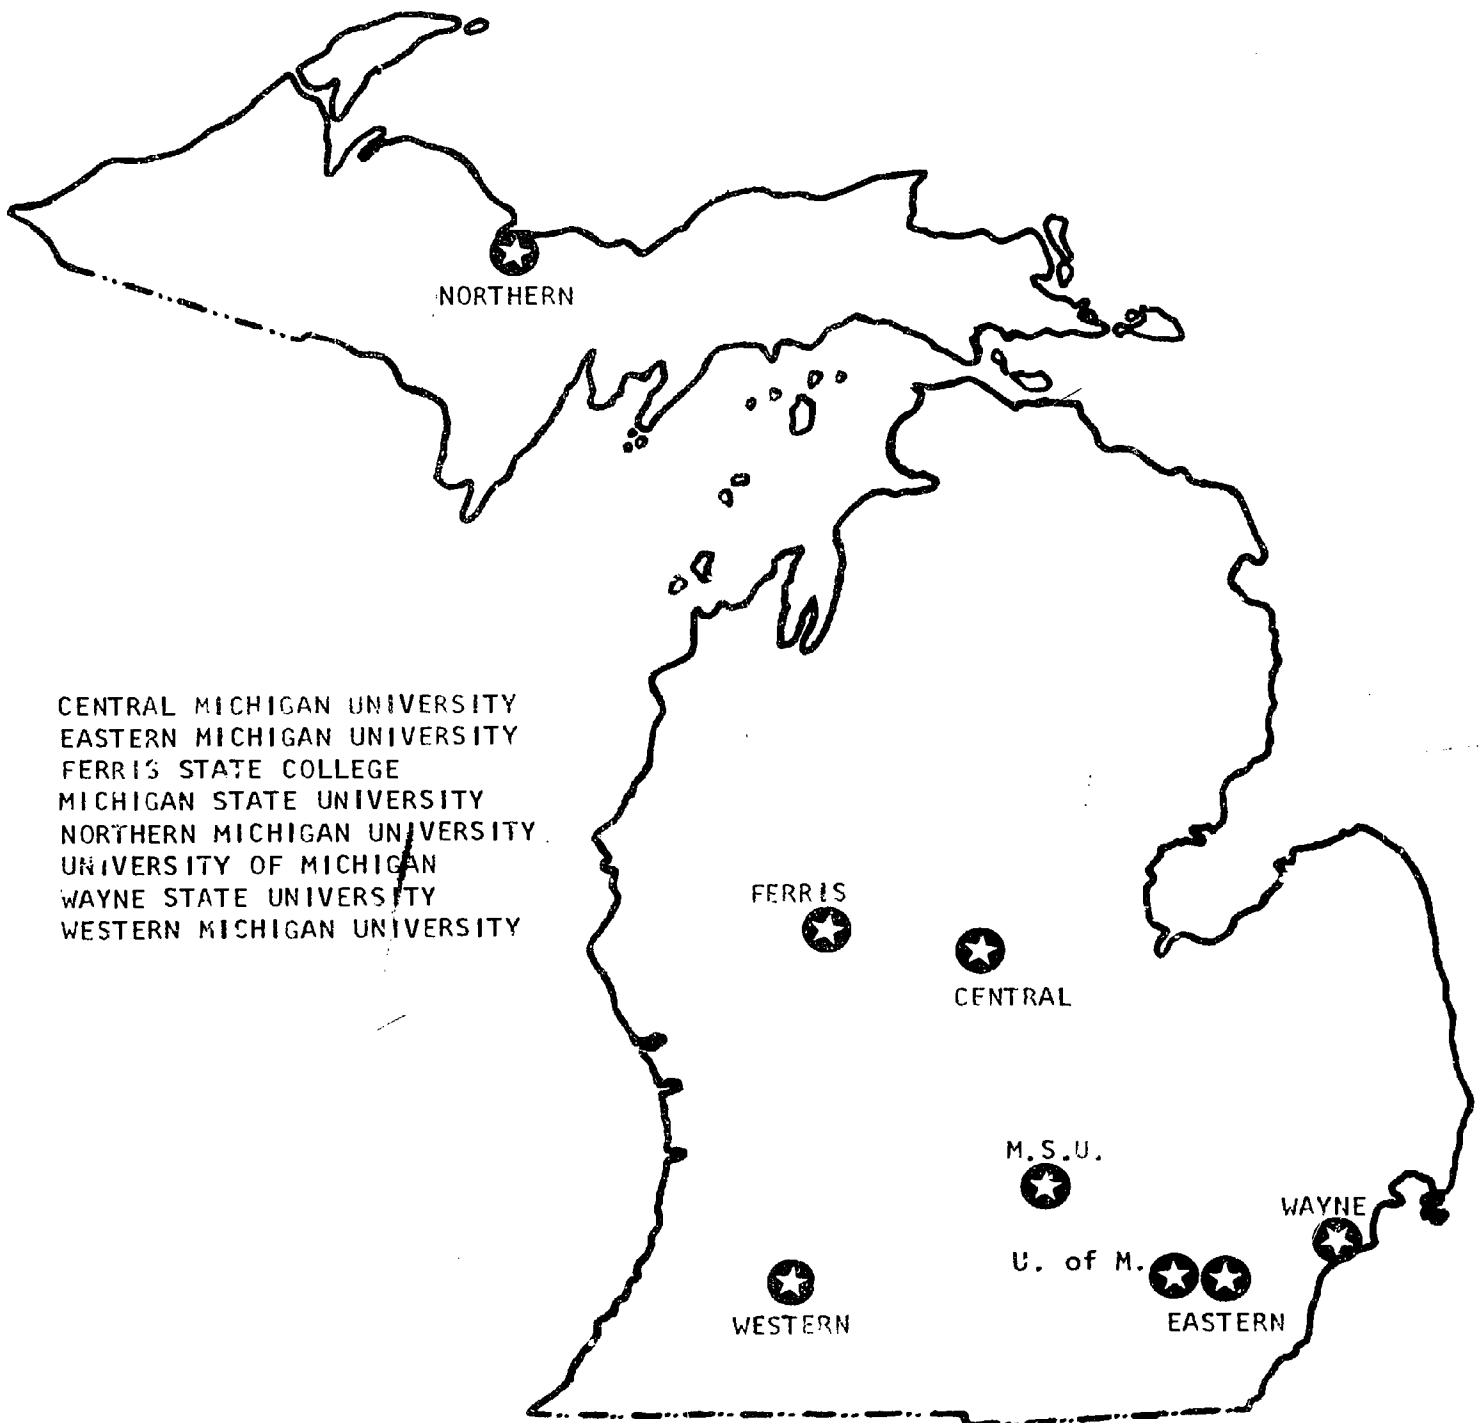 NORTHERN
CENTRAL MICHIGAN UNIVERSITY
EASTERN MICHIGAN UNIVERSITY
FERRIS STATE COLLEGE
MICHIGAN STATE UNIVERSITY
NORTHERN MICHIGAN UNIVERSITY
UNIVERSITY OF MICHIGAN
WAYNE STATE UNIVERSITY
WESTERN MICHIGAN UNIVERSITY
FERRIS
CENTRAL
M.S.U.
WAYNE
U. of M.
EASTERN
WESTERN